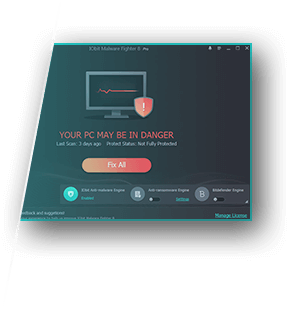 IObit Malware Fighter 8 Pro
YOUR PC MAY BE IN DANGER
Last Scan: 3 days ago Protect Status: Not Fully Protected
Fix All
IObit Anti-malware Engine
Enabled
Anti-ransomware Engine
Settings
Bitdefender Engine
feedback and suggestions!
Manage License